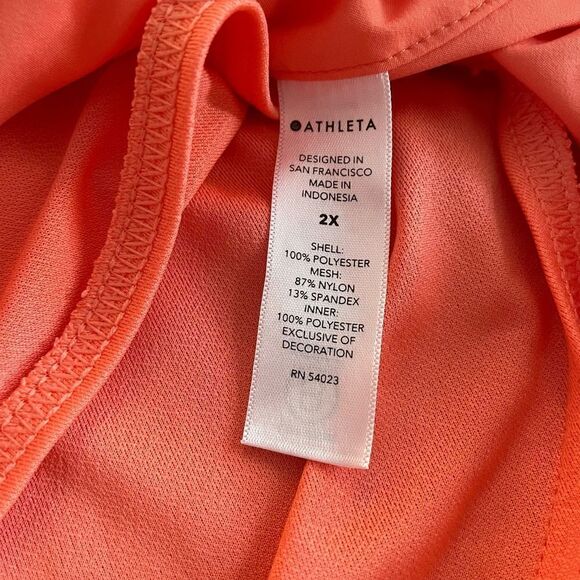 ATHLETA
DESIGNED IN
SAN FRANCISCO
MADE IN
INDONESIA
2X
SHELL:
100% POLYESTER
MESH:
87% NYLON
13% SPANDEX
INNER:
100% POLYESTER
EXCLUSIVE OF
DECORATION
RN 54023